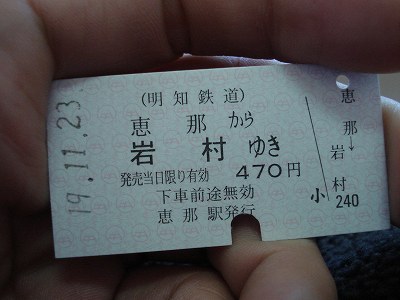 19.11.23
(明知鉄道)
恵那から
岩村ゆき
発売当日限り有効 470円
下車前途無効
恵那駅発行
恵那→岩村
小 240